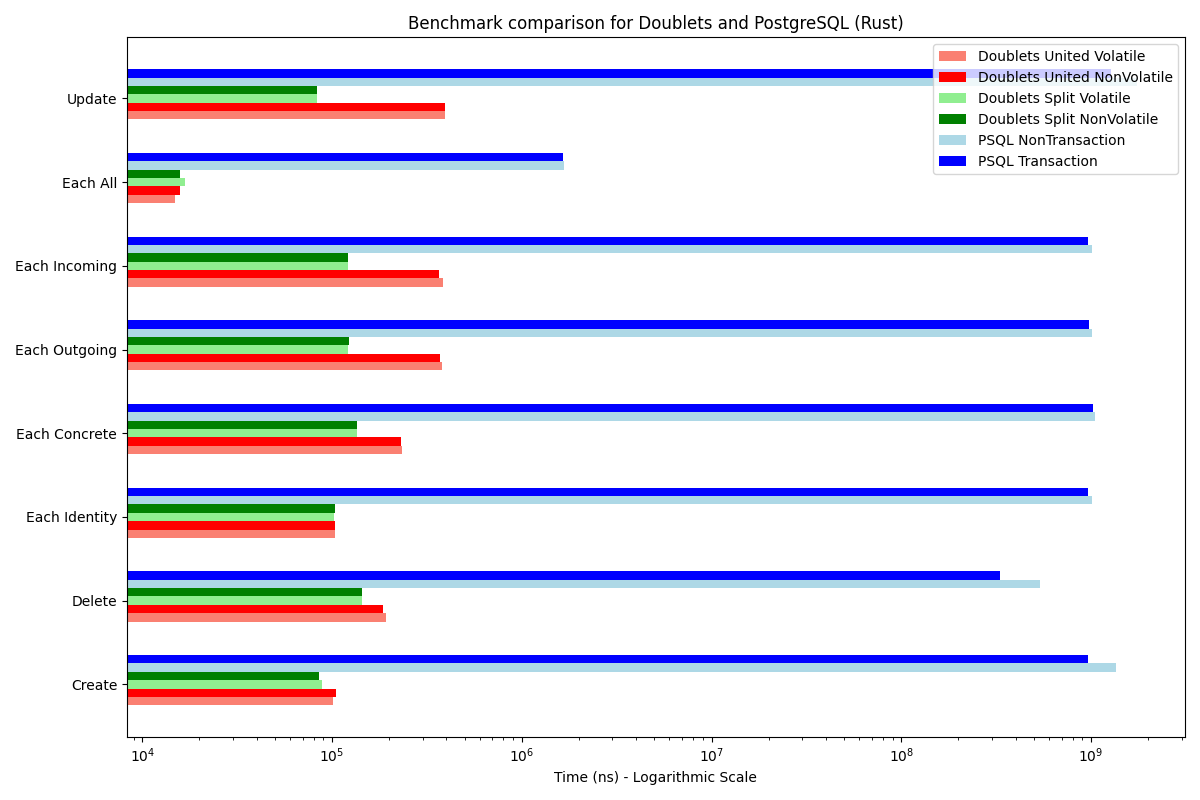 Benchmark comparison for Doublets and PostgreSQL (Rust)
Doublets United Volatile
Doublets United NonVolatile
Doublets Split Volatile
Doublets Split NonVolatile
PSQL NonTransaction
PSQL Transaction
Update
Each All
Each Incoming
Each Outgoing
Each Concrete
Each Identity
Delete
Create
10⁴ 10⁵ 10⁶ 10⁷ 10⁸ 10⁹
Time (ns) - Logarithmic Scale